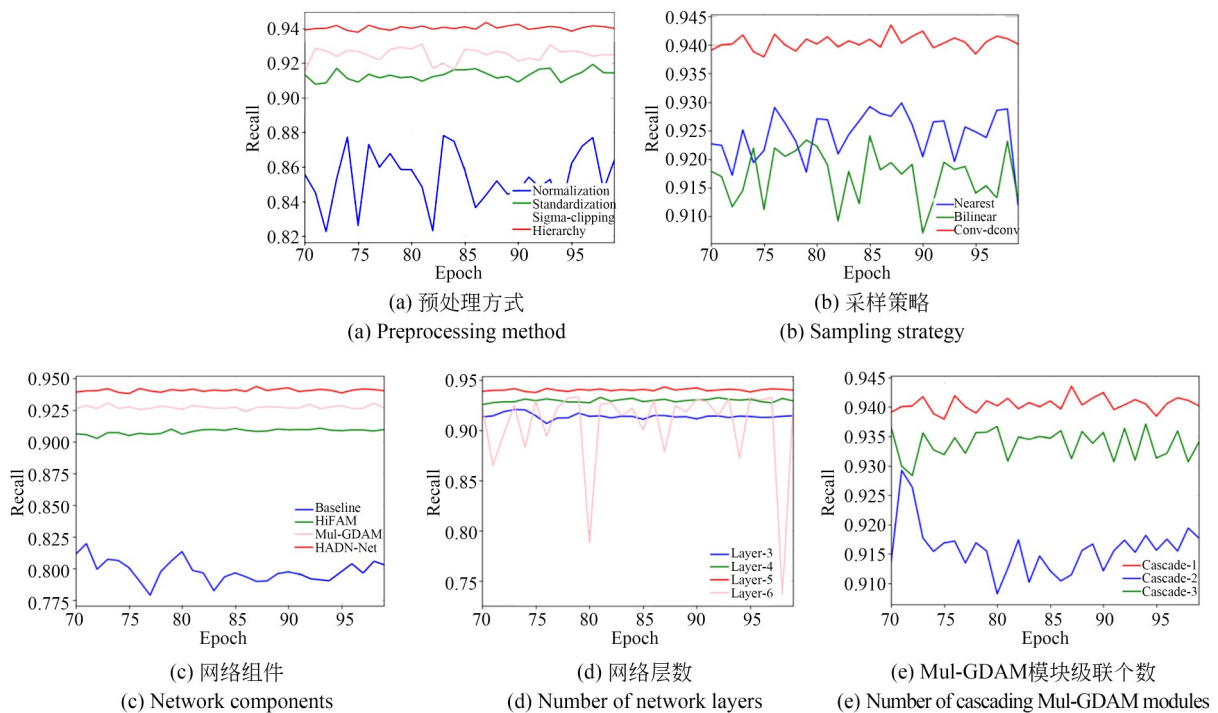 0.94
0.92
0.90
0.88
0.86
0.84
0.82
Recall
70 75 80 85 90 95
Epoch
Normalization
Standardization
Sigma-clipping
Hierarchy
(a) 预处理方式
(a) Preprocessing method
0.945
0.940
0.935
0.930
0.925
0.920
0.915
0.910
Recall
70 75 80 85 90 95
Epoch
Nearest
Bilinear
Conv-dconv
(b) 采样策略
(b) Sampling strategy
0.950
0.925
0.900
0.875
0.850
0.825
0.800
0.775
Recall
70 75 80 85 90 95
Epoch
Baseline
HiFAM
Mul-GDAM
HADN-Net
(c) 网络组件
(c) Network components
0.95
0.90
0.85
0.80
0.75
Recall
70 75 80 85 90 95
Epoch
Layer-3
Layer-4
Layer-5
Layer-6
(d) 网络层数
(d) Number of network layers
0.945
0.940
0.935
0.930
0.925
0.920
0.915
0.910
Recall
70 75 80 85 90 95
Epoch
Cascade-1
Cascade-2
Cascade-3
(e) Mul-GDAM模块级联个数
(e) Number of cascading Mul-GDAM modules